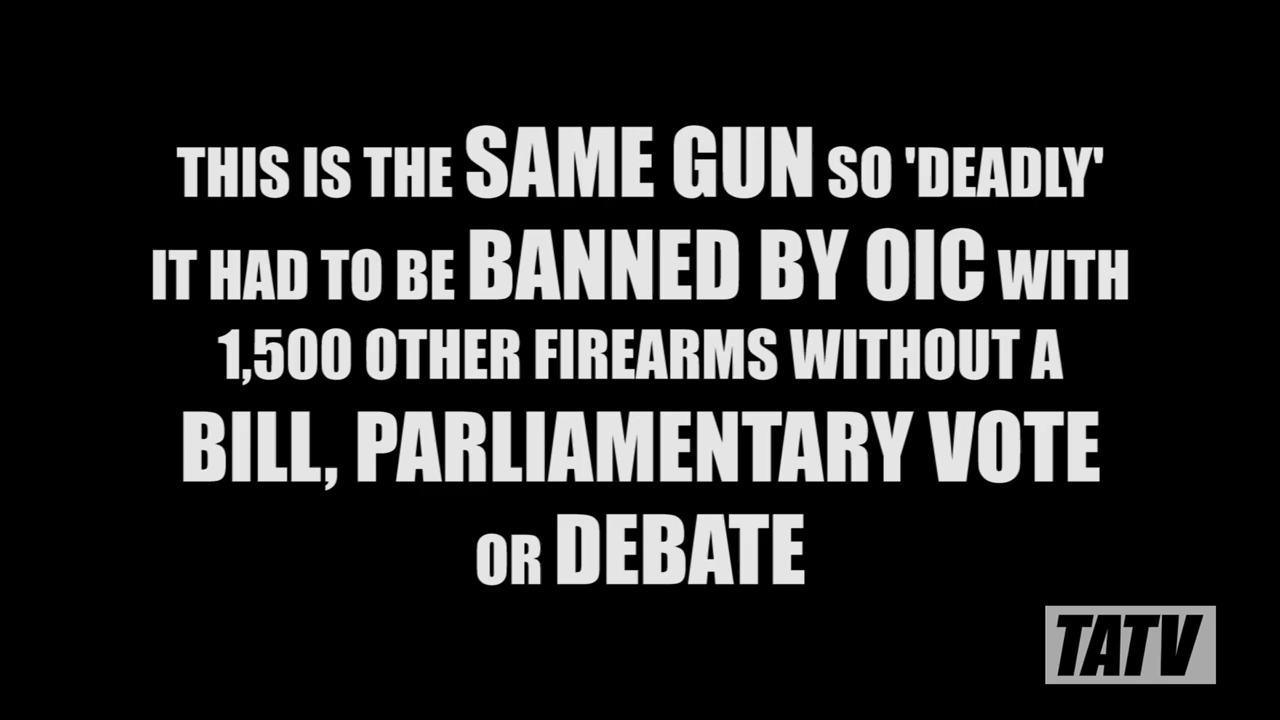 THIS IS THE SAME GUN SO 'DEADLY'
IT HAD TO BE BANNED BY OIC WITH
1,500 OTHER FIREARMS WITHOUT A
BILL, PARLIAMENTARY VOTE
OR DEBATE
TATV